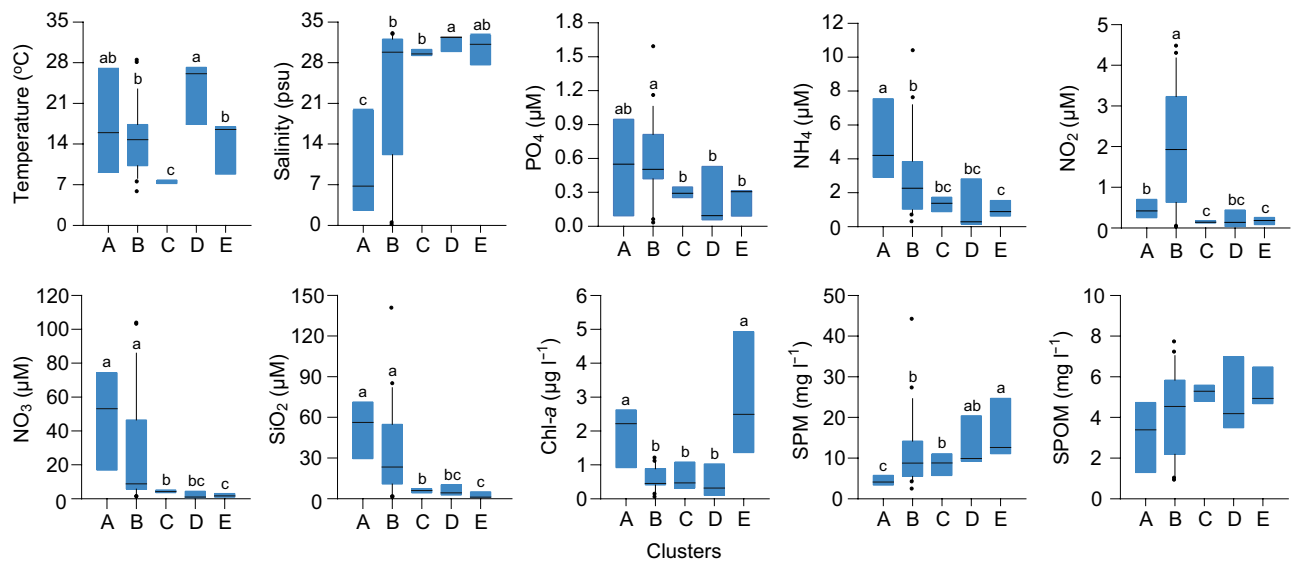 Temperature (ºC)
35
28
21
14
7
0
ab
b
c
a
b
A B C D E
Salinity (psu)
35
28
21
14
7
0
c
b
b
a
ab
A B C D E
PO4 (µM)
1.8
1.5
1.2
0.9
0.6
0.3
0.0
ab
a
b
b
b
A B C D E
NH4 (µM)
12
10
8
6
4
2
0
a
b
bc
bc
c
A B C D E
NO2 (µM)
5
4
3
2
1
0
b
a
c
bc
c
A B C D E
NO3 (µM)
120
100
80
60
40
20
0
a
a
b
bc
c
A B C D E
SiO2 (µM)
150
120
90
60
30
0
a
a
b
bc
c
A B C D E
Chl-a (µg l–1)
6
5
4
3
2
1
0
a
b
b
b
a
A B C D E
SPM (mg l–1)
50
40
30
20
10
0
c
b
b
ab
a
A B C D E
SPOM (mg l–1)
10
8
6
4
2
0
A B C D E
Clusters